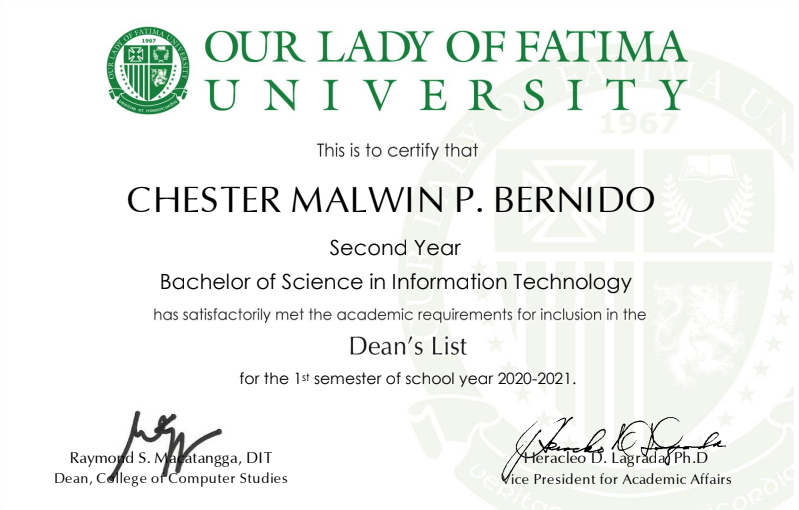 OUR LADY OF FATIMA
UNIVERSITY
OUR LADY OF FATIMA UNIVERSITY
1967
This is to certify that
CHESTER MALWIN P. BERNIDO
Second Year
Bachelor of Science in Information Technology
has satisfactorily met the academic requirements for inclusion in the
Dean's List
for the 1st semester of school year 2020-2021.
Raymond S. Macatangga, DIT
Dean, College of Computer Studies
Heracleo D. Lagrada, Ph.D
Vice President for Academic Affairs
1967